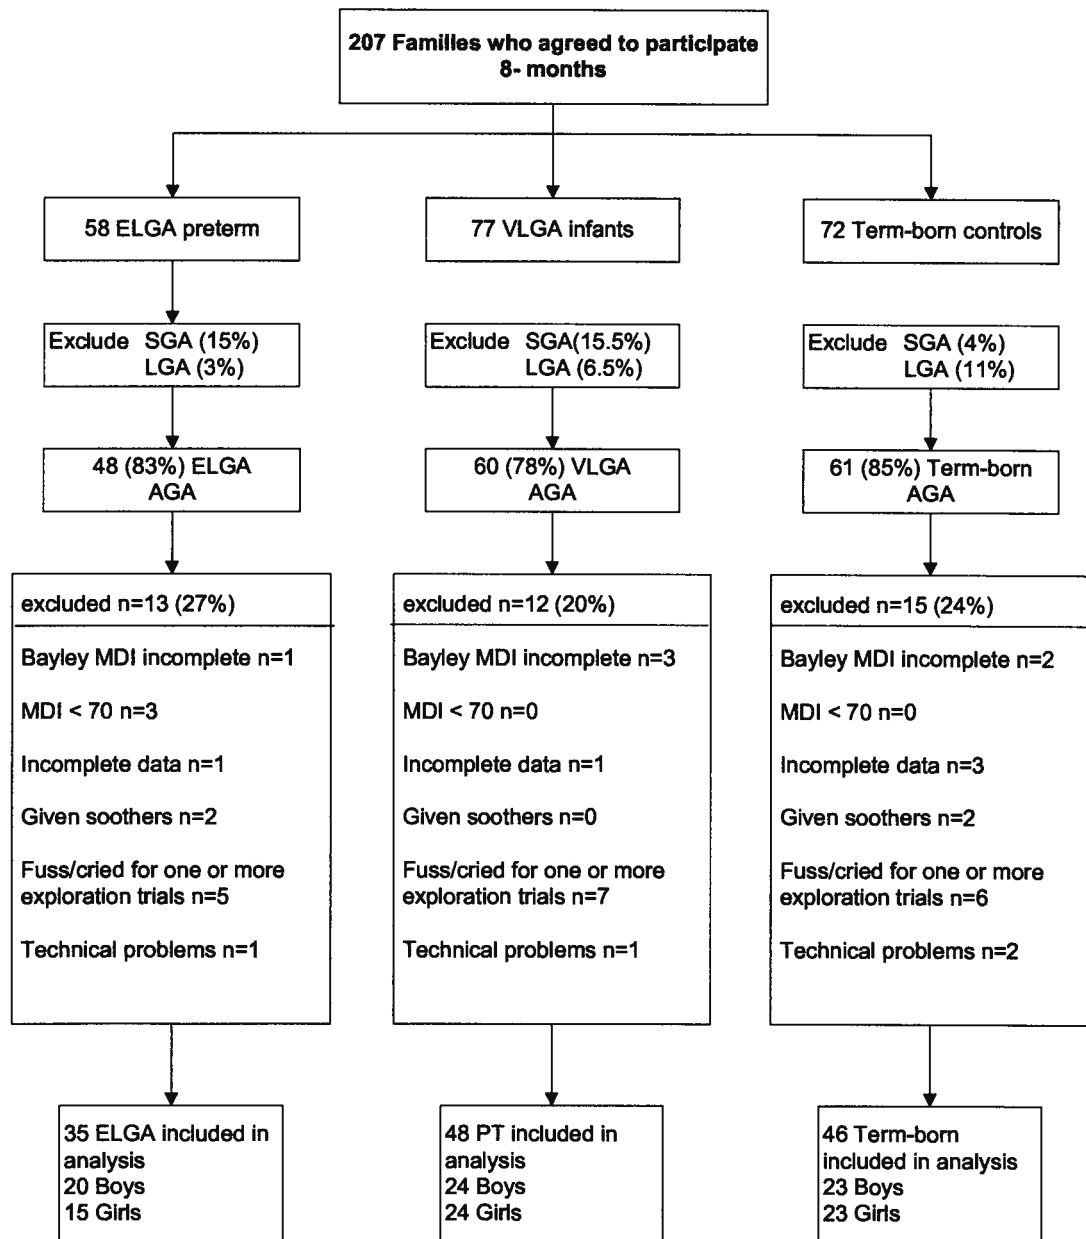 207 Families who agreed to participate
8- months
58 ELGA preterm
77 VLGA infants
72 Term-born controls
Exclude SGA (15%)
LGA (3%)
Exclude SGA(15.5%)
LGA (6.5%)
Exclude SGA (4%)
LGA (11%)
48 (83%) ELGA
AGA
60 (78%) VLGA
AGA
61 (85%) Term-born
AGA
excluded n=13 (27%)
Bayley MDI incomplete n=1
MDI < 70 n=3
Incomplete data n=1
Given soothers n=2
Fuss/cried for one or more
exploration trials n=5
Technical problems n=1
excluded n=12 (20%)
Bayley MDI incomplete n=3
MDI < 70 n=0
Incomplete data n=1
Given soothers n=0
Fuss/cried for one or more
exploration trials n=7
Technical problems n=1
excluded n=15 (24%)
Bayley MDI incomplete n=2
MDI < 70 n=0
Incomplete data n=3
Given soothers n=2
Fuss/cried for one or more
exploration trials n=6
Technical problems n=2
35 ELGA included in
analysis
20 Boys
15 Girls
48 PT included in
analysis
24 Boys
24 Girls
46 Term-born
included in analysis
23 Boys
23 Girls